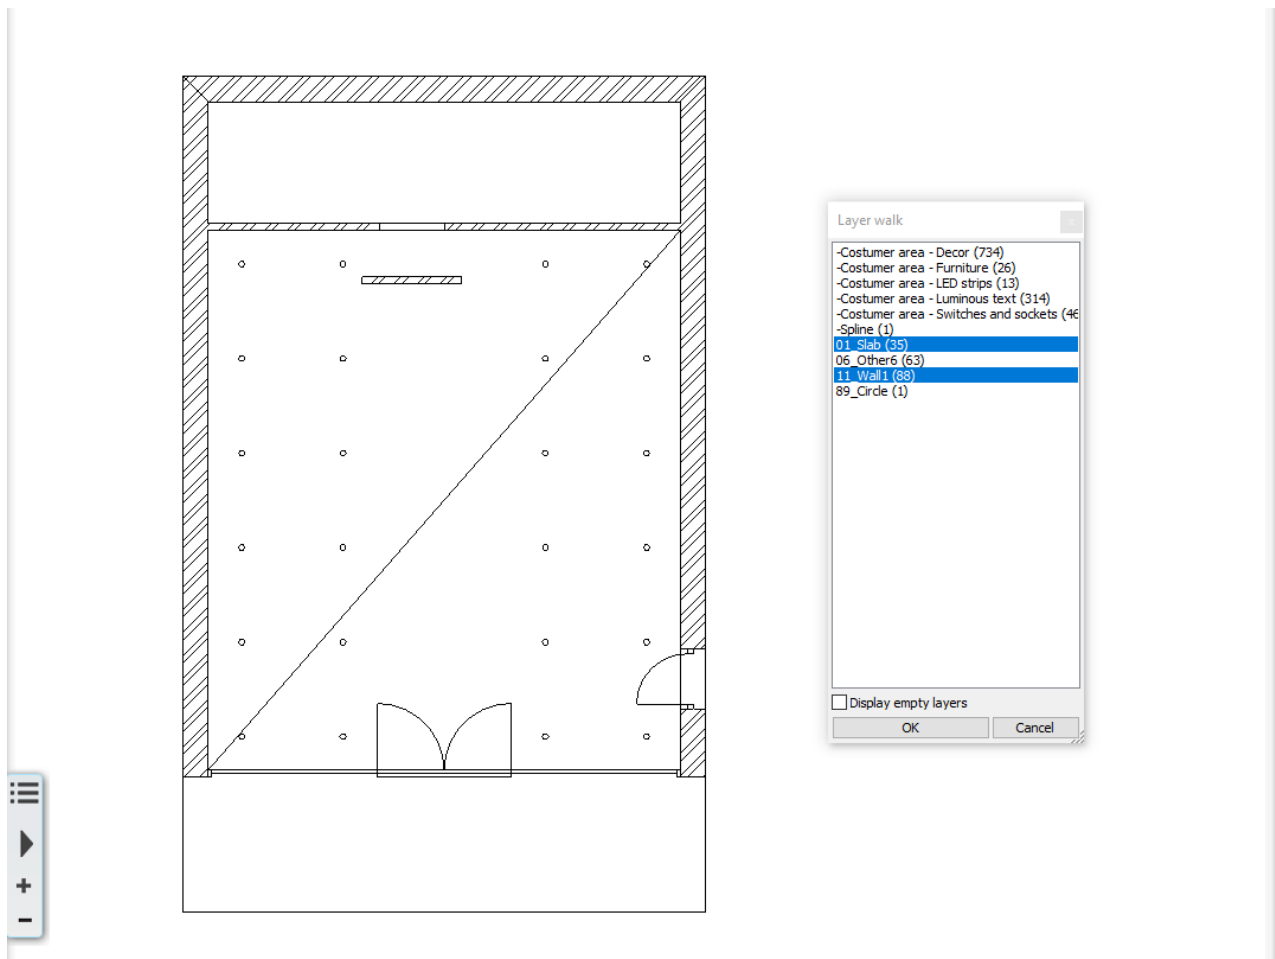 Layer walk
-Costumer area - Decor (734)
-Costumer area - Furniture (26)
-Costumer area - LED strips (13)
-Costumer area - Luminous text (314)
-Costumer area - Switches and sockets (46
-Spline (1)
01_Slab (35)
06_Other6 (63)
11_Wall1 (88)
89_Circle (1)
Display empty layers
OK
Cancel